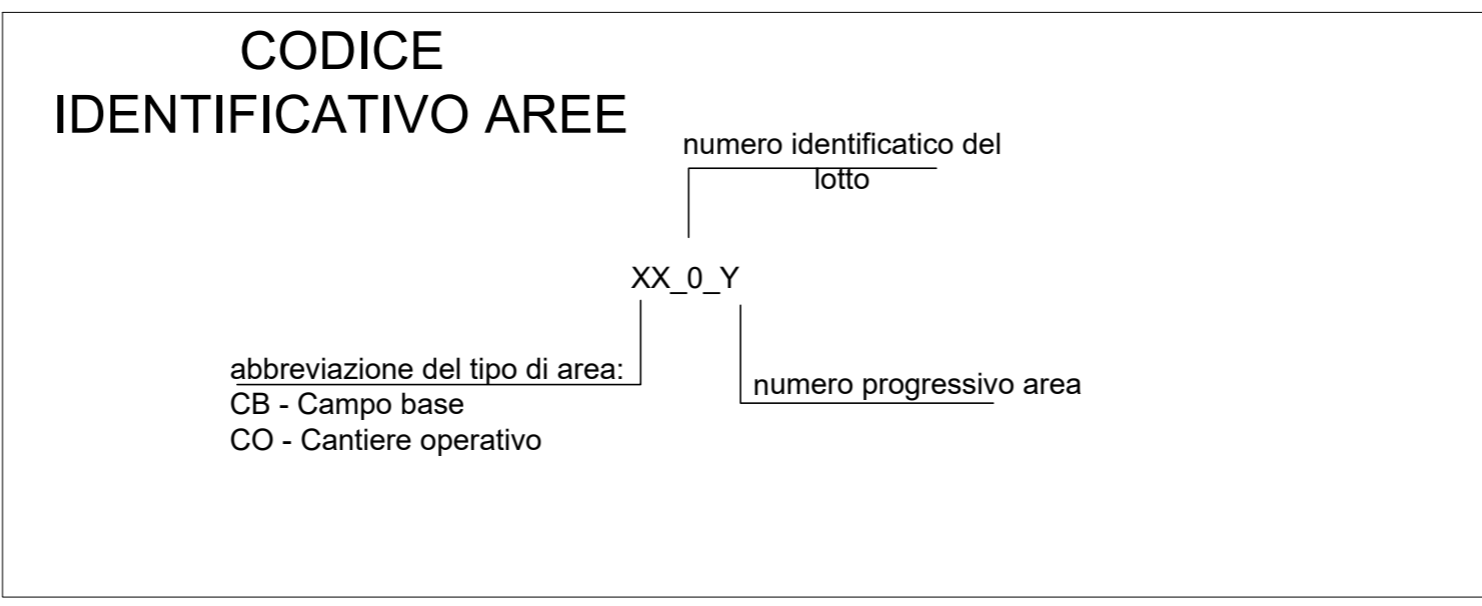 CODICE
IDENTIFICATIVO AREE
numero identificatico del
lotto
XX_0_Y
abbreviazione del tipo di area:
CB - Campo base
CO - Cantiere operativo
numero progressivo area